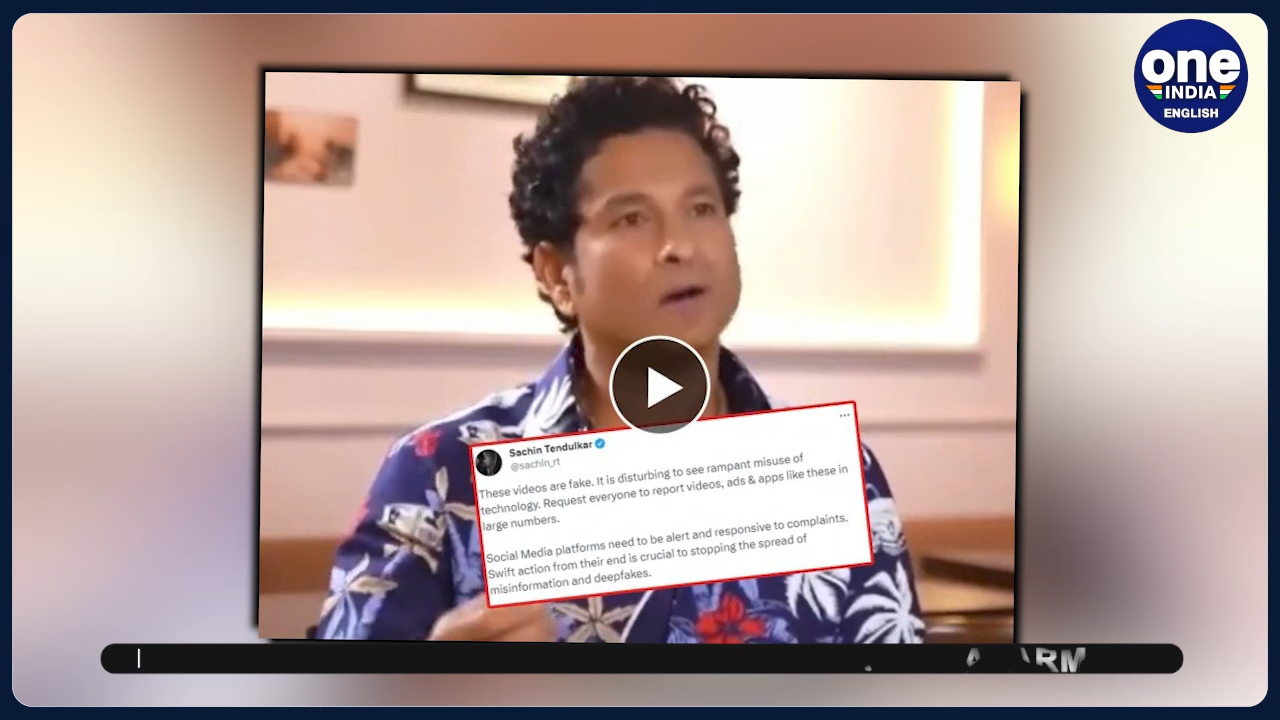 one
INDIA
ENGLISH
Sachin Tendulkar
@sachin_rt
These videos are fake. It is disturbing to see rampant misuse of
technology. Request everyone to report videos, ads & apps like these in
large numbers.
Social Media platforms need to be alert and responsive to complaints.
Swift action from their end is crucial to stopping the spread of
misinformation and deepfakes.